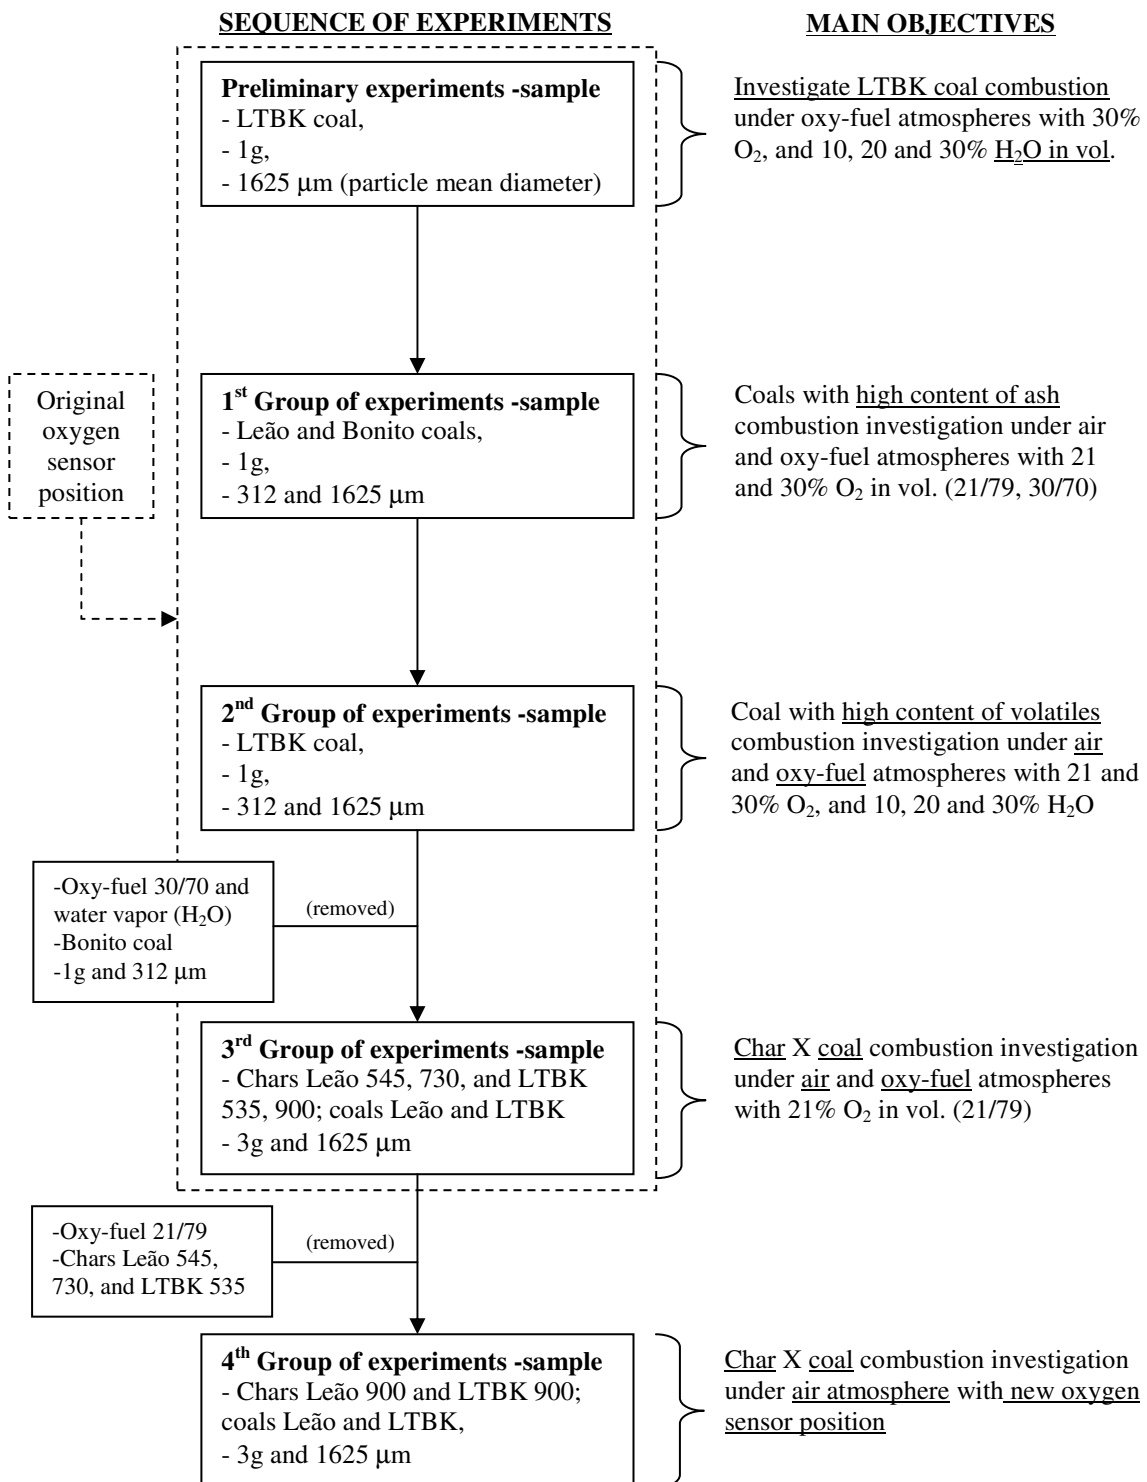 SEQUENCE OF EXPERIMENTS
MAIN OBJECTIVES
Preliminary experiments -sample
- LTBK coal,
- 1g,
- 1625 μm (particle mean diameter)
Investigate LTBK coal combustion
under oxy-fuel atmospheres with 30%
O₂, and 10, 20 and 30% H₂O in vol.
Original
oxygen
sensor
position
1st Group of experiments -sample
- Leão and Bonito coals,
- 1g,
- 312 and 1625 μm
Coals with high content of ash
combustion investigation under air
and oxy-fuel atmospheres with 21
and 30% O₂ in vol. (21/79, 30/70)
2nd Group of experiments -sample
- LTBK coal,
- 1g,
- 312 and 1625 μm
Coal with high content of volatiles
combustion investigation under air
and oxy-fuel atmospheres with 21 and
30% O₂, and 10, 20 and 30% H₂O
-Oxy-fuel 30/70 and
water vapor (H₂O)
-Bonito coal
-1g and 312 μm
(removed)
3rd Group of experiments -sample
- Chars Leão 545, 730, and LTBK
535, 900; coals Leão and LTBK
- 3g and 1625 μm
Char X coal combustion investigation
under air and oxy-fuel atmospheres
with 21% O₂ in vol. (21/79)
-Oxy-fuel 21/79
-Chars Leão 545,
730, and LTBK 535
(removed)
4th Group of experiments -sample
- Chars Leão 900 and LTBK 900;
coals Leão and LTBK,
- 3g and 1625 μm
Char X coal combustion investigation
under air atmosphere with new oxygen
sensor position